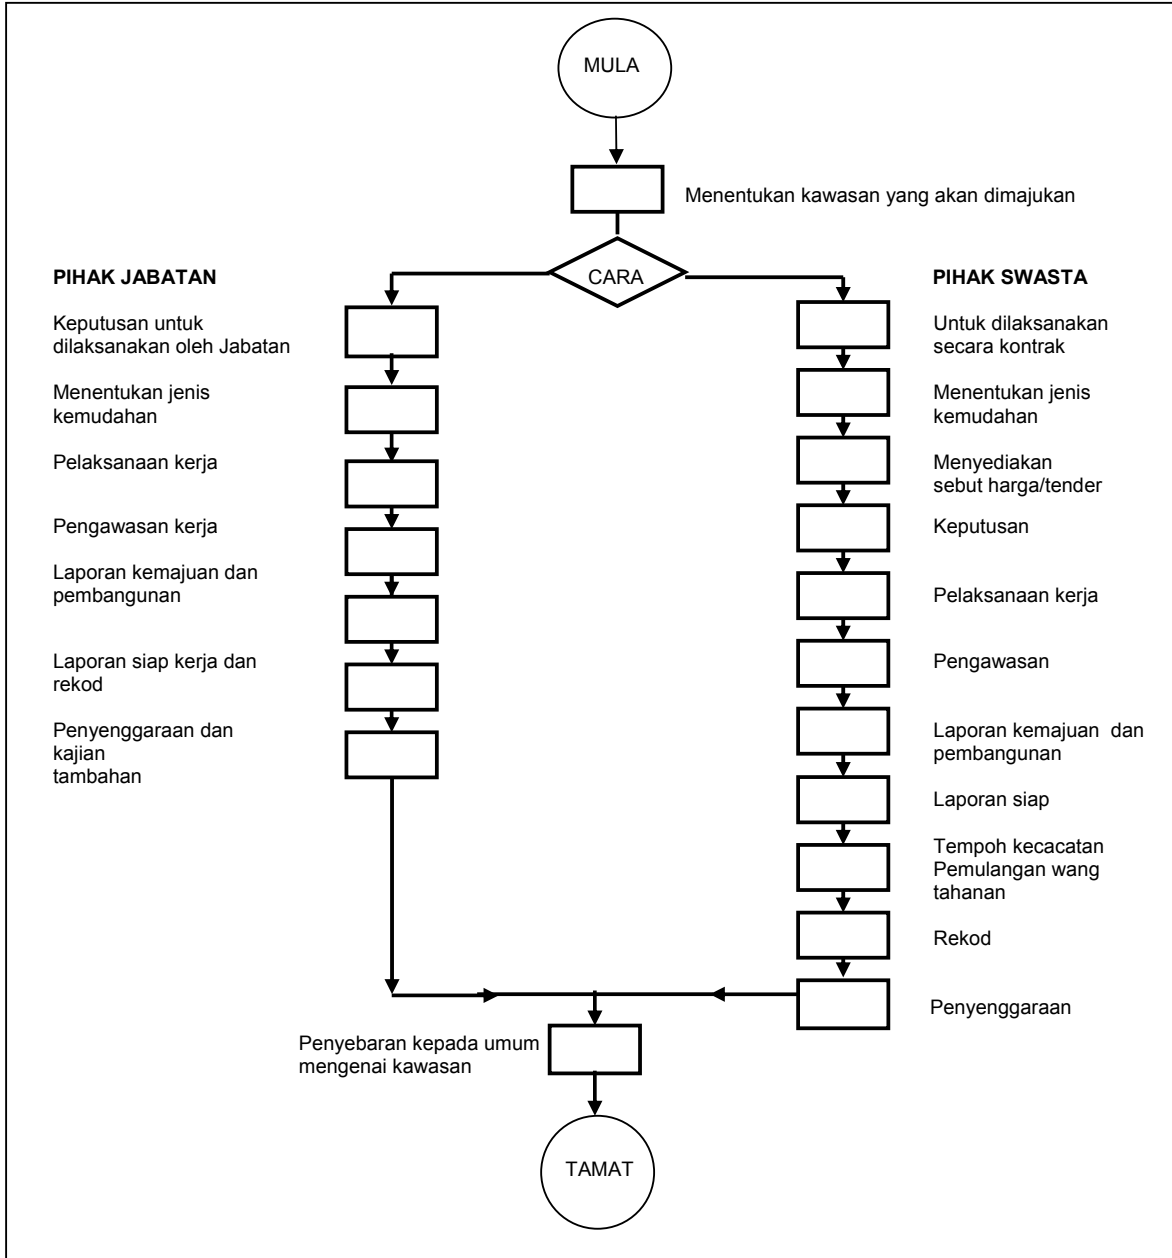 MULA
Menentukan kawasan yang akan dimajukan
CARA
PIHAK JABATAN
Keputusan untuk
dilaksanakan oleh Jabatan
Menentukan jenis
kemudahan
Pelaksanaan kerja
Pengawasan kerja
Laporan kemajuan dan
pembangunan
Laporan siap kerja dan
rekod
Penyenggaraan dan
kajian
tambahan
PIHAK SWASTA
Untuk dilaksanakan
secara kontrak
Menentukan jenis
kemudahan
Menyediakan
sebut harga/tender
Keputusan
Pelaksanaan kerja
Pengawasan
Laporan kemajuan  dan
pembangunan
Laporan siap
Tempoh kecacatan
Pemulangan wang
tahanan
Rekod
Penyenggaraan
Penyebaran kepada umum
mengenai kawasan
TAMAT